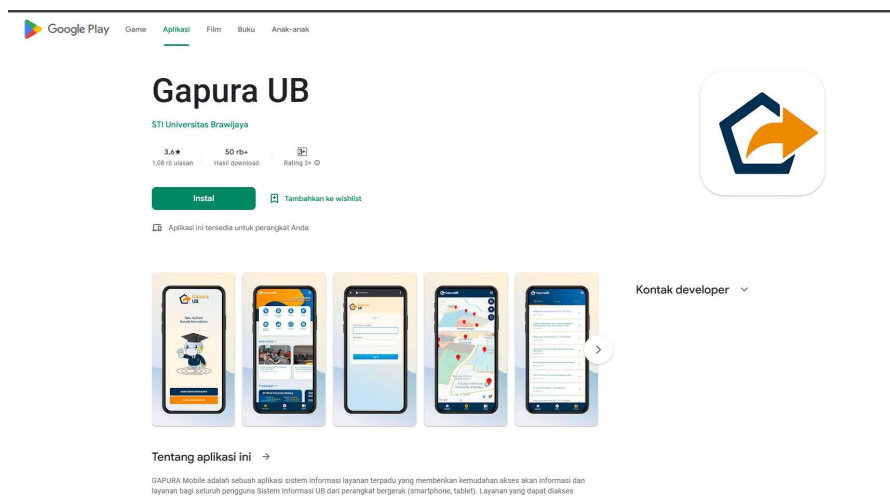 Google Play Game Aplikasi Film Buku Anak-anak
Gapura UB
STI Universitas Brawijaya
3,6★ 50 rb+ 3+
1,08 rb ulasan Hasil download Rating 3+
Instal Tambahkan ke wishlist
Aplikasi ini tersedia untuk perangkat Anda
Kontak developer
Tentang aplikasi ini →
GAPURA Mobile adalah sebuah aplikasi sistem informasi layanan terpadu yang memberikan kemudahan akses akan informasi dan
layanan bagi seluruh pengguna Sistem Informasi UB dari perangkat bergerak (smartphone, tablet). Layanan yang dapat diakses